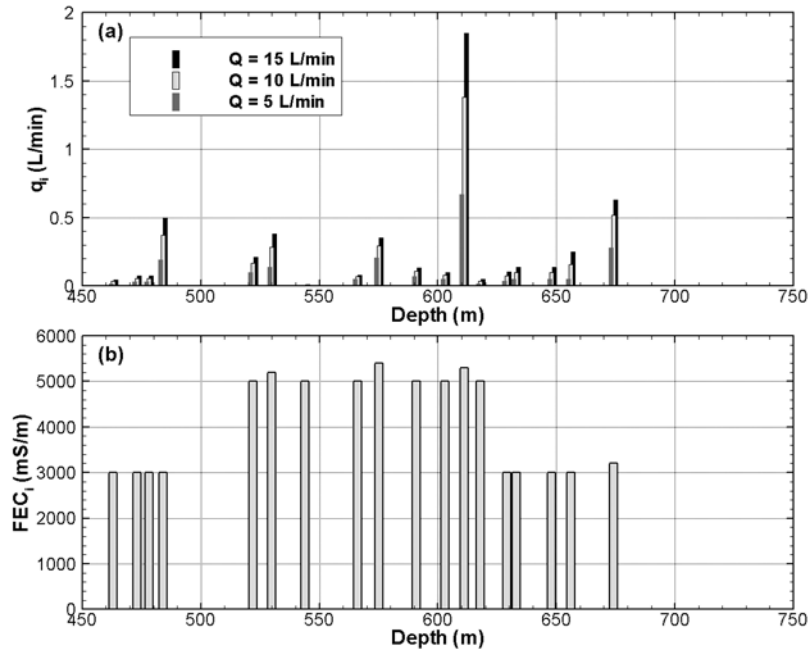 (a)
Q = 15 L/min
Q = 10 L/min
Q = 5 L/min
qᵢ (L/min)
2
1.5
1
0.5
0
450 500 550 600 650 700 750
Depth (m)
(b)
FECᵢ (mS/m)
6000
5000
4000
3000
2000
1000
0
450 500 550 600 650 700 750
Depth (m)